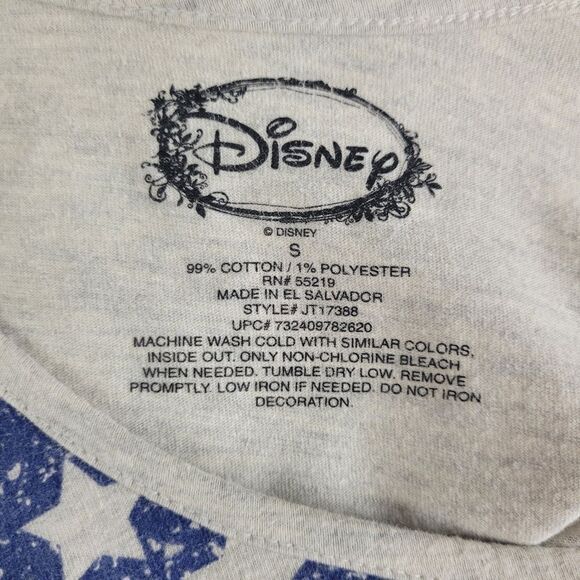 Disney
© DISNEY
S
99% COTTON / 1% POLYESTER
RN# 55219
MADE IN EL SALVADOR
STYLE# JT17388
UPC# 732409782620
MACHINE WASH COLD WITH SIMILAR COLORS,
INSIDE OUT. ONLY NON-CHLORINE BLEACH
WHEN NEEDED. TUMBLE DRY LOW. REMOVE
PROMPTLY. LOW IRON IF NEEDED. DO NOT IRON
DECORATION.